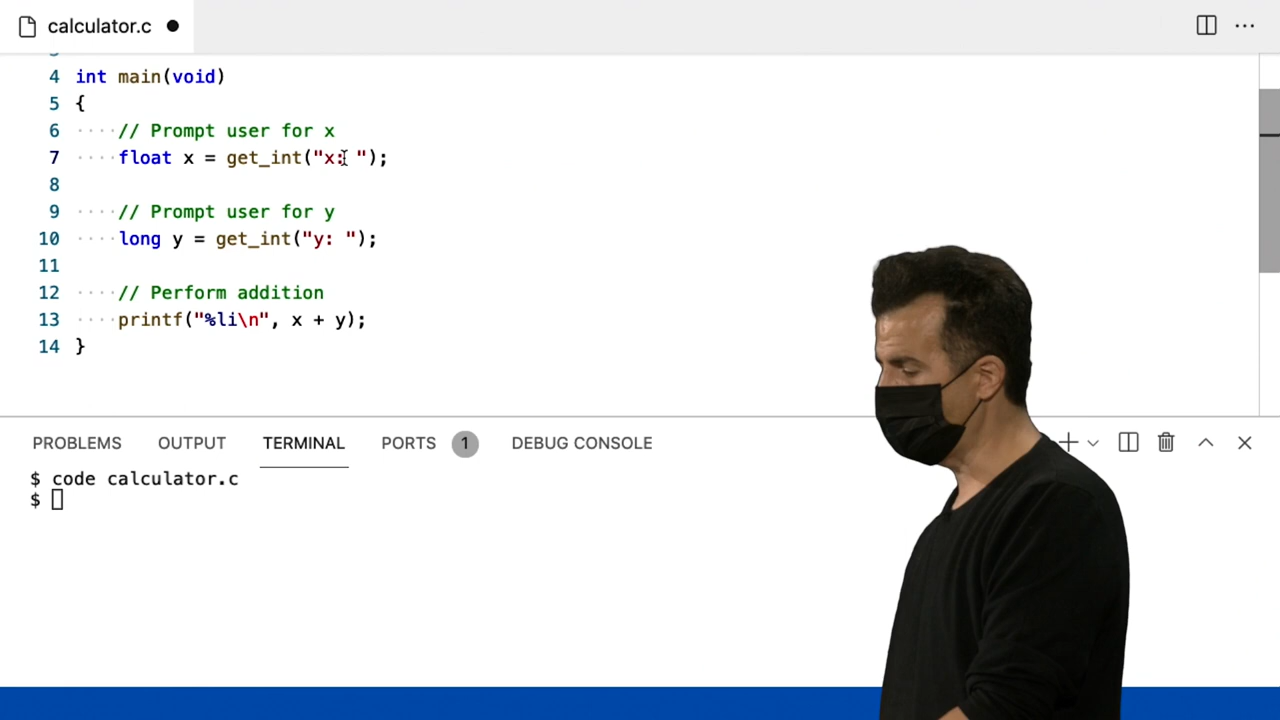 calculator.c
4 int main(void)
5 {
6 ····// Prompt user for x
7 ····float x = get_int("x: ");
8
9 ····// Prompt user for y
10 ····long y = get_int("y: ");
11
12 ····// Perform addition
13 ····printf("%li\n", x + y);
14 }
PROBLEMS OUTPUT TERMINAL PORTS 1 DEBUG CONSOLE
$ code calculator.c
$